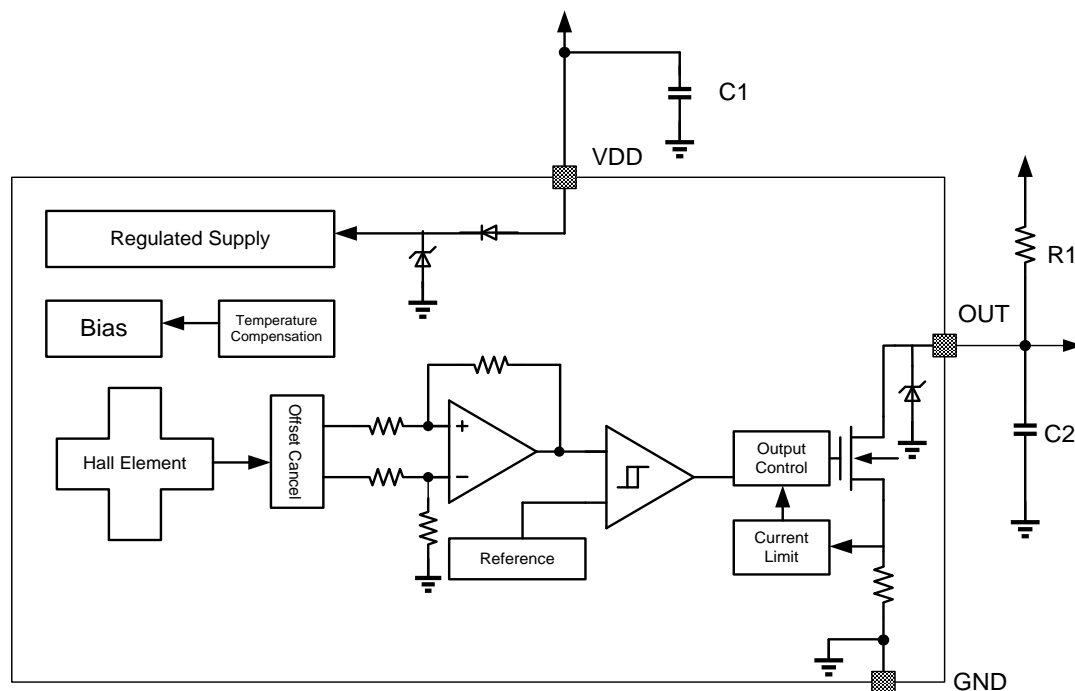 C1
VDD
Regulated Supply
R1
Bias
Temperature
Compensation
OUT
Hall Element
Offset Cancel
+
−
Output
Control
C2
Reference
Current
Limit
GND